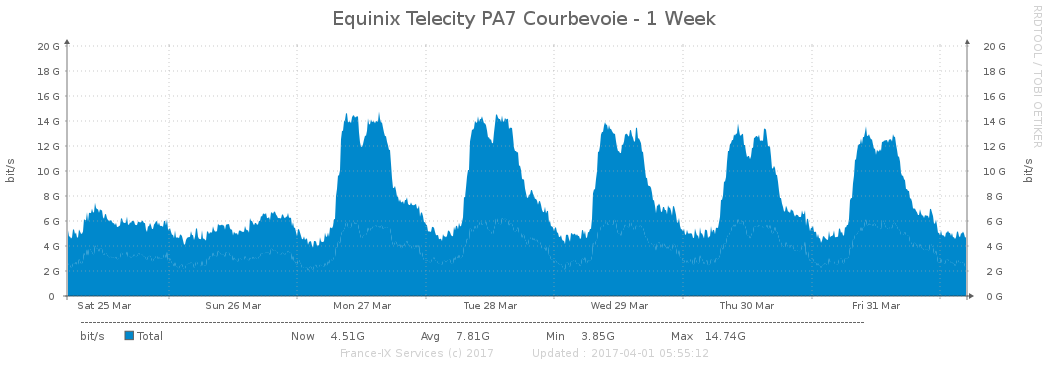 Equinix Telecity PA7 Courbevoie - 1 Week
RRDTOOL / TOBI OETIKER
20 G 20 G
18 G 18 G
16 G 16 G
14 G 14 G
12 G 12 G
10 G 10 G
8 G 8 G
6 G 6 G
4 G 4 G
2 G 2 G
0 0 G
bit/s bit/s
Sat 25 Mar Sun 26 Mar Mon 27 Mar Tue 28 Mar Wed 29 Mar Thu 30 Mar Fri 31 Mar
bit/s Total Now 4.51G Avg 7.81G Min 3.85G Max 14.74G
France-IX Services (c) 2017 Updated : 2017-04-01 05:55:12